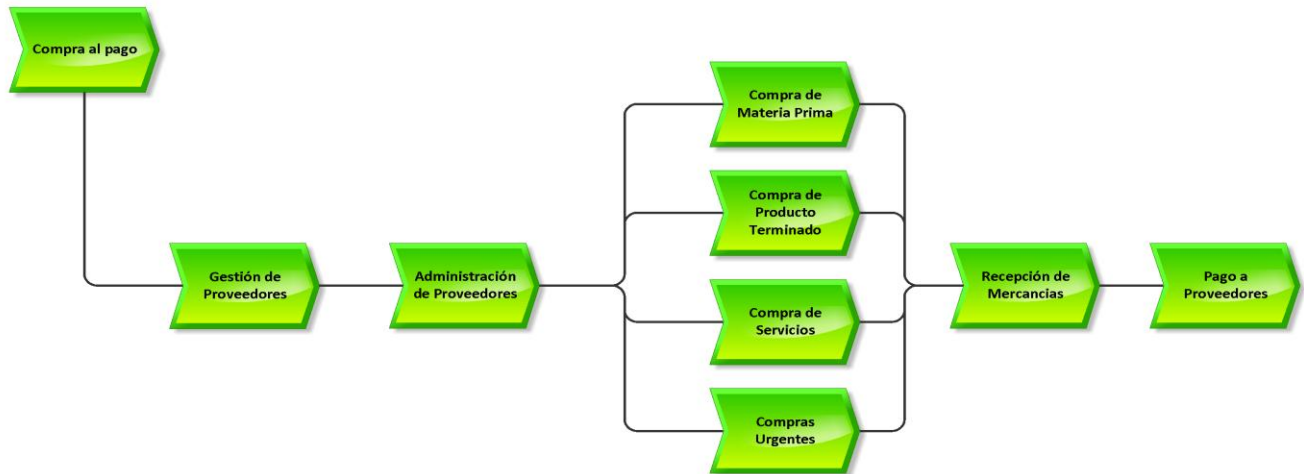 Compra al pago
Compra de
Materia Prima
Compra de
Producto
Terminado
Gestión de
Proveedores
Administración
de Proveedores
Recepción de
Mercancias
Pago a
Proveedores
Compra de
Servicios
Compras
Urgentes